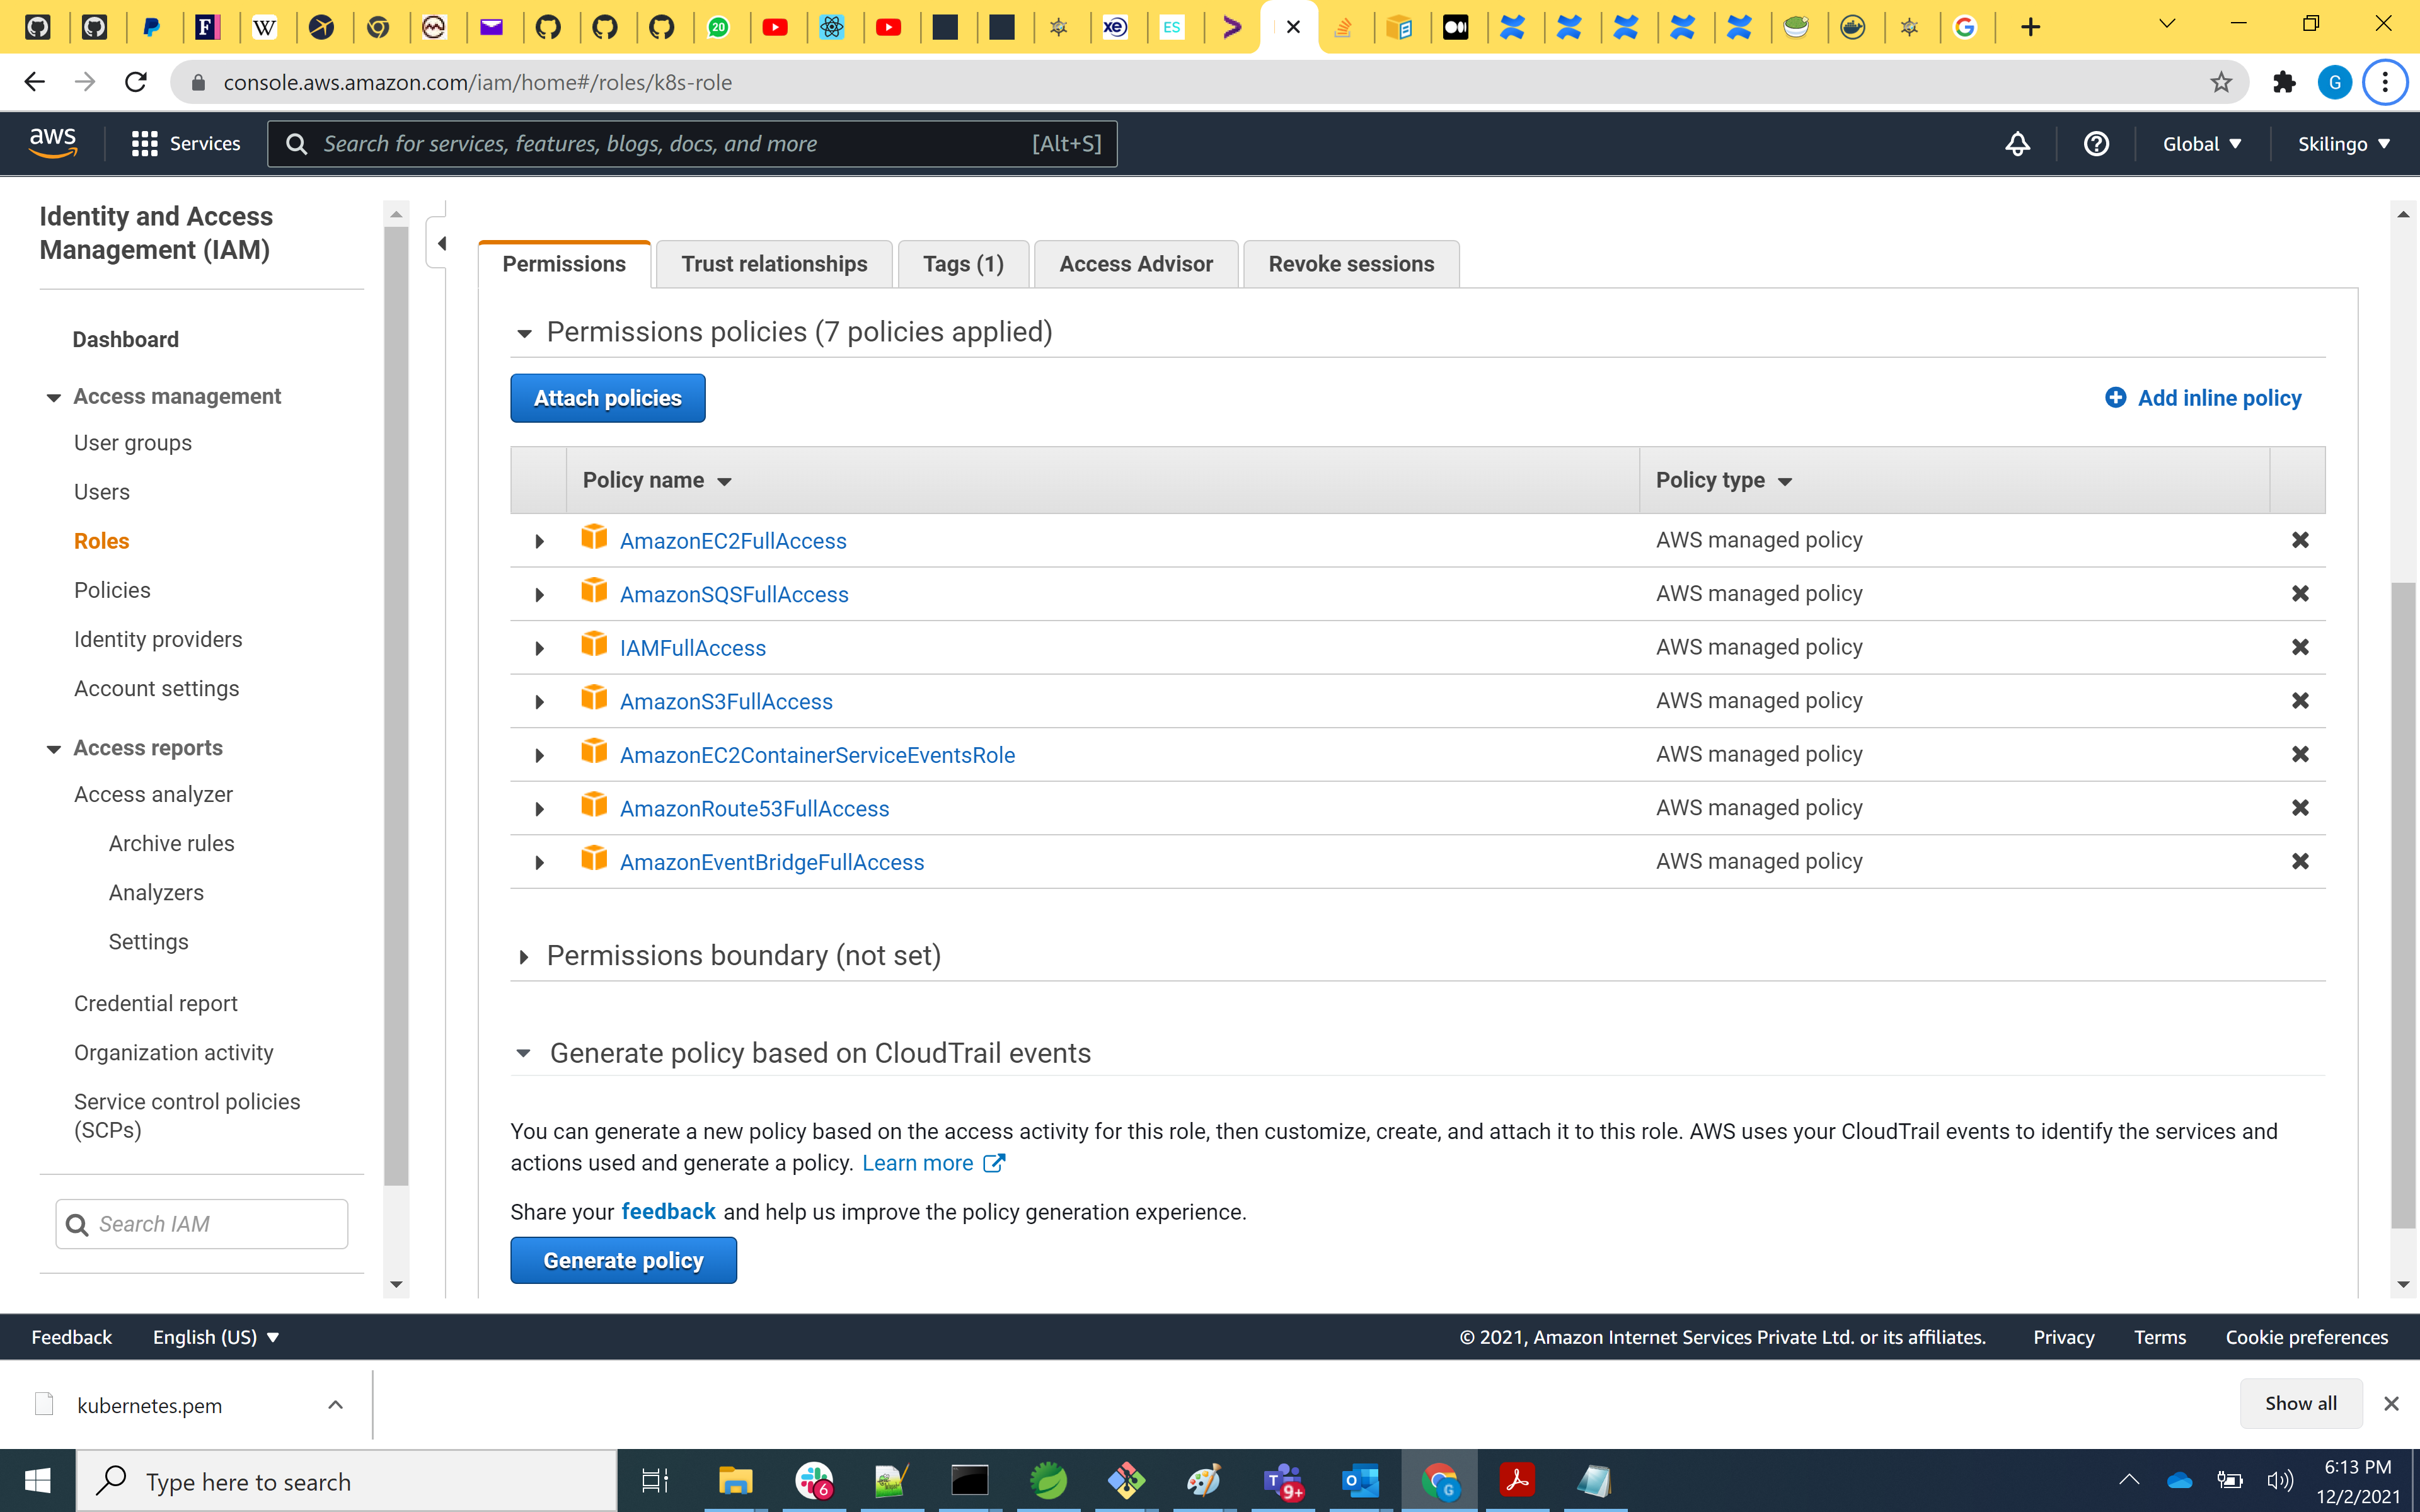 F
W
20
xe
ES
G
console.aws.amazon.com/iam/home#/roles/k8s-role
G
aws
Services
Search for services, features, blogs, docs, and more
[Alt+S]
Global
Skilingo
Identity and Access
Management (IAM)
Dashboard
Access management
User groups
Users
Roles
Policies
Identity providers
Account settings
Access reports
Access analyzer
Archive rules
Analyzers
Settings
Credential report
Organization activity
Service control policies
(SCPs)
Search IAM
Permissions
Trust relationships
Tags (1)
Access Advisor
Revoke sessions
Permissions policies (7 policies applied)
Attach policies
Add inline policy
Policy name
Policy type
AmazonEC2FullAccess
AWS managed policy
AmazonSQSFullAccess
AWS managed policy
IAMFullAccess
AWS managed policy
AmazonS3FullAccess
AWS managed policy
AmazonEC2ContainerServiceEventsRole
AWS managed policy
AmazonRoute53FullAccess
AWS managed policy
AmazonEventBridgeFullAccess
AWS managed policy
Permissions boundary (not set)
Generate policy based on CloudTrail events
You can generate a new policy based on the access activity for this role, then customize, create, and attach it to this role. AWS uses your CloudTrail events to identify the services and
actions used and generate a policy. Learn more
Share your feedback and help us improve the policy generation experience.
Generate policy
Feedback
English (US)
© 2021, Amazon Internet Services Private Ltd. or its affiliates.
Privacy
Terms
Cookie preferences
kubernetes.pem
Show all
Type here to search
6
T
9+
O
G
6:13 PM
12/2/2021